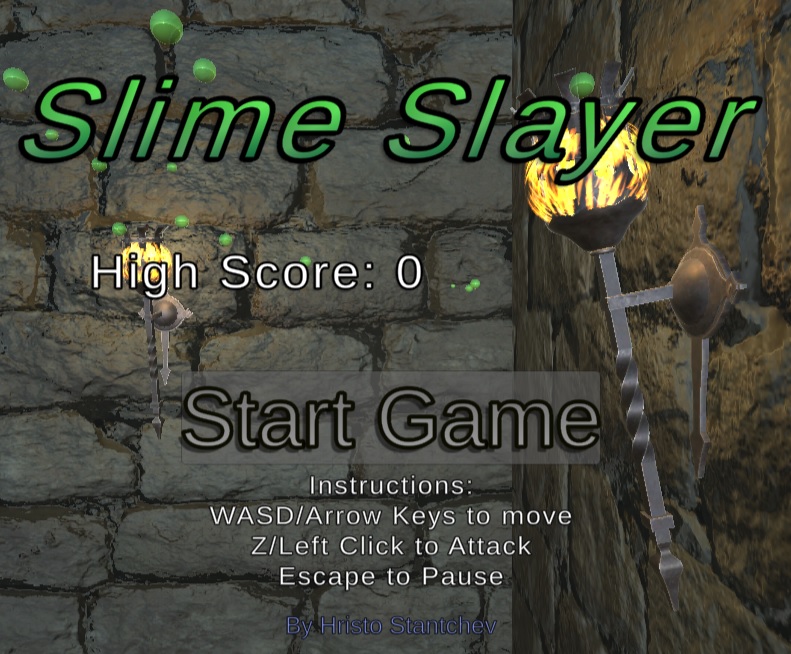 Slime Slayer
High Score: 0
Start Game
Instructions:
WASD/Arrow Keys to move
Z/Left Click to Attack
Escape to Pause
By Hristo Stantchev